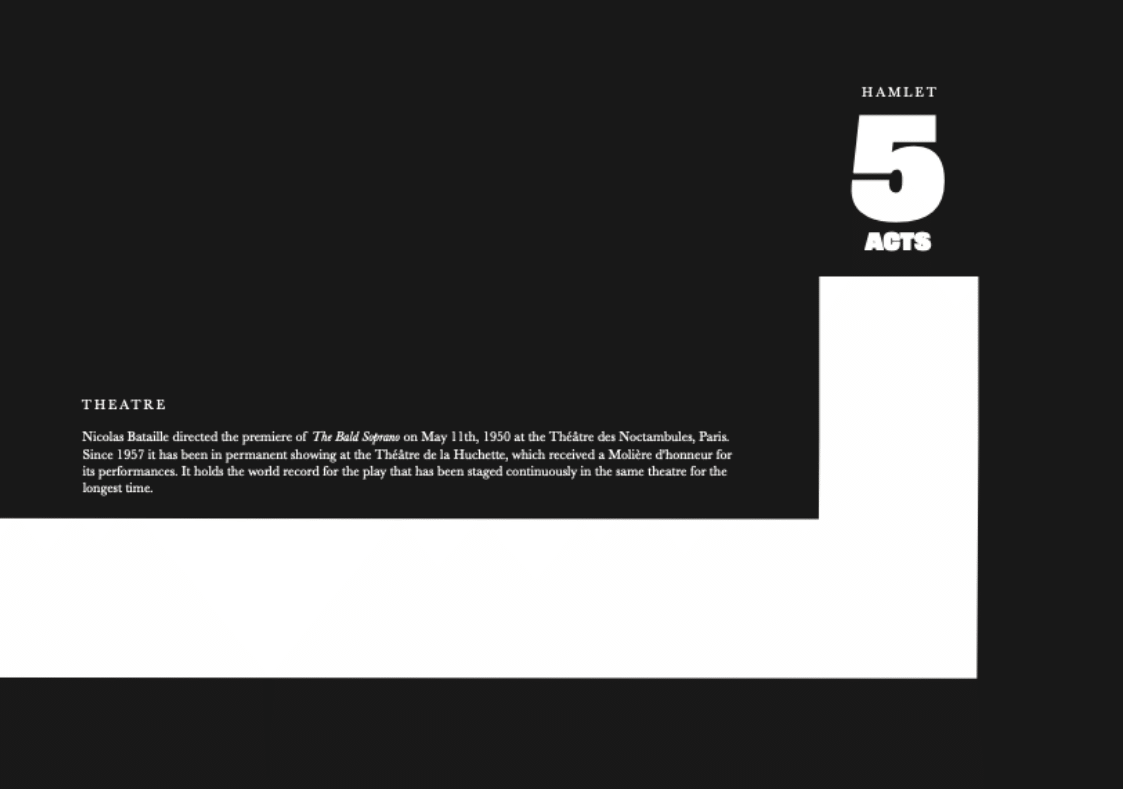 HAMLET
5
ACTS
THEATRE
Nicolas Bataille directed the premiere of The Bald Soprano on May 11th, 1950 at the Théâtre des Noctambules, Paris.
Since 1957 it has been in permanent showing at the Théâtre de la Huchette, which received a Molière d'honneur for
its performances. It holds the world record for the play that has been staged continuously in the same theatre for the
longest time.